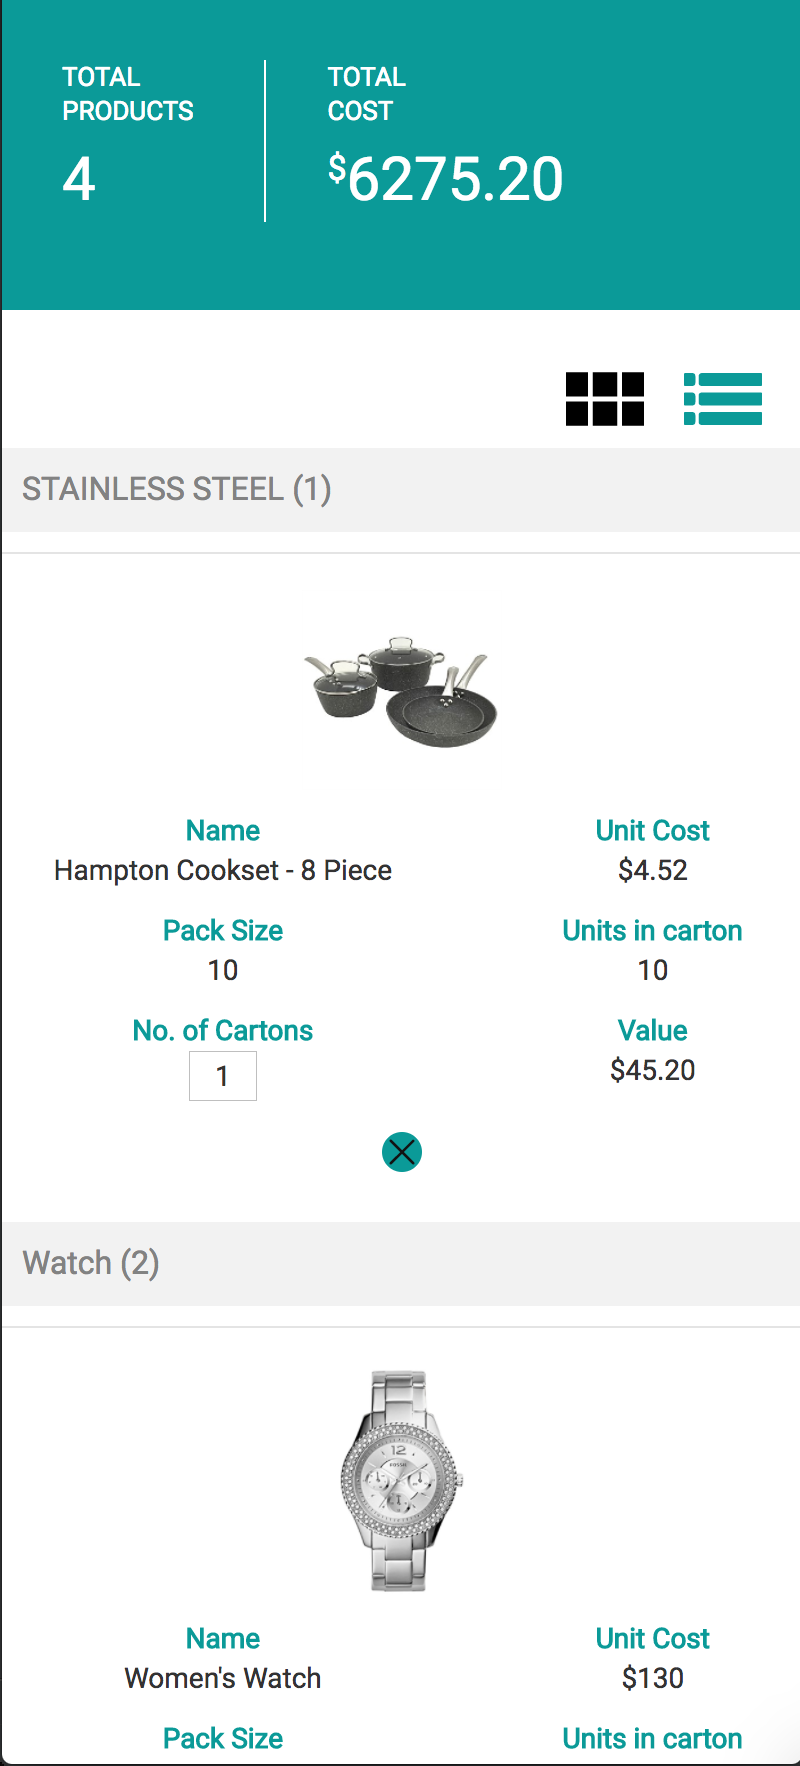 TOTAL
PRODUCTS
4
TOTAL
COST
$6275.20
STAINLESS STEEL (1)
Name
Hampton Cookset - 8 Piece
Unit Cost
$4.52
Pack Size
10
Units in carton
10
No. of Cartons
1
Value
$45.20
Watch (2)
12
FOSSIL
Name
Women's Watch
Unit Cost
$130
Pack Size
Units in carton